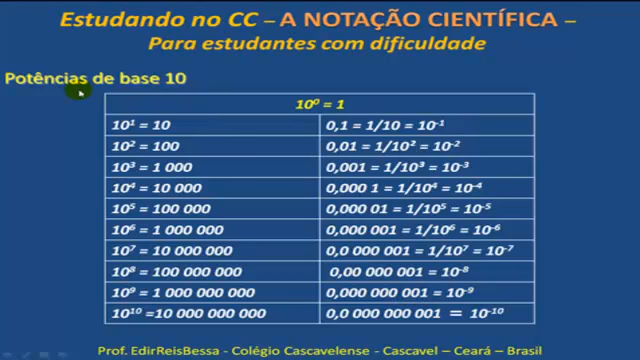 Estudando no CC – A NOTAÇÃO CIENTÍFICA –
Para estudantes com dificuldade
Potências de base 10
10⁰ = 1
10¹ = 10 0,1 = 1/10 = 10⁻¹
10² = 100 0,01 = 1/10² = 10⁻²
10³ = 1 000 0,001 = 1/10³ = 10⁻³
10⁴ = 10 000 0,000 1 = 1/10⁴ = 10⁻⁴
10⁵ = 100 000 0,000 01 = 1/10⁵ = 10⁻⁵
10⁶ = 1 000 000 0,000 001 = 1/10⁶ = 10⁻⁶
10⁷ = 10 000 000 0,0 000 001 = 1/10⁷ = 10⁻⁷
10⁸ = 100 000 000 0,00 000 001 = 10⁻⁸
10⁹ = 1 000 000 000 0,000 000 001 = 10⁻⁹
10¹⁰ =10 000 000 000 0,0 000 000 001 = 10⁻¹⁰
Prof. EdirReisBessa - Colégio Cascavelense - Cascavel – Ceará – Brasil